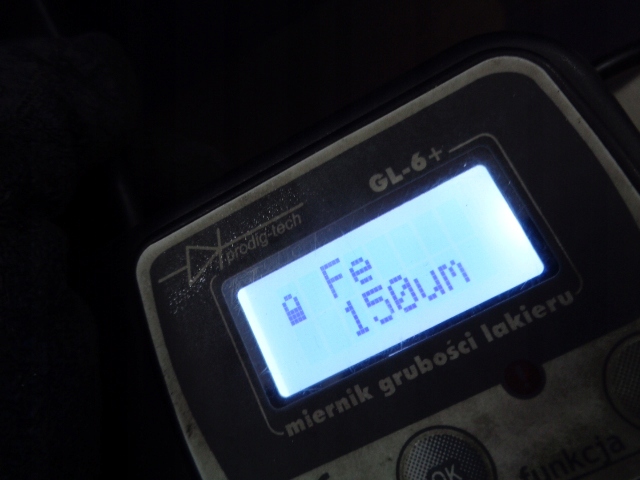 GL-6+
prodig-tech
Fe
150um
miernik grubości lakieru
OK
funkcja